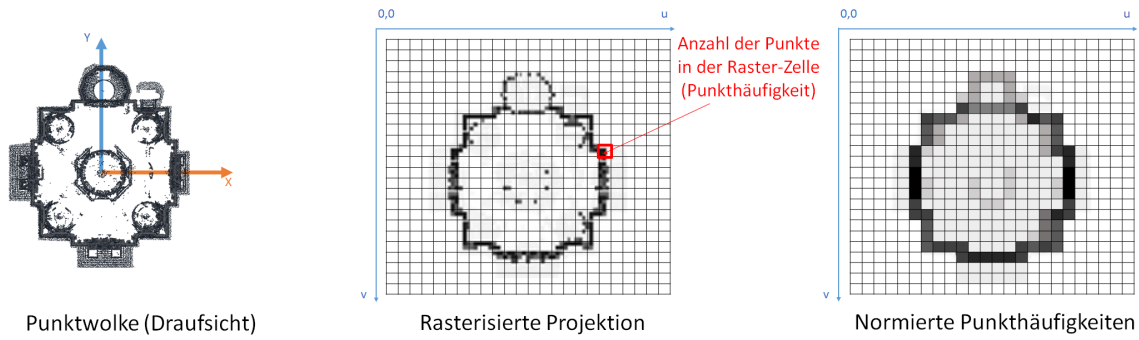 Y
X
Punktwolke (Draufsicht)
0,0
u
v
Anzahl der Punkte
in der Raster-Zelle
(Punkthäufigkeit)
Rasterisierte Projektion
0,0
u
v
Normierte Punkthäufigkeiten